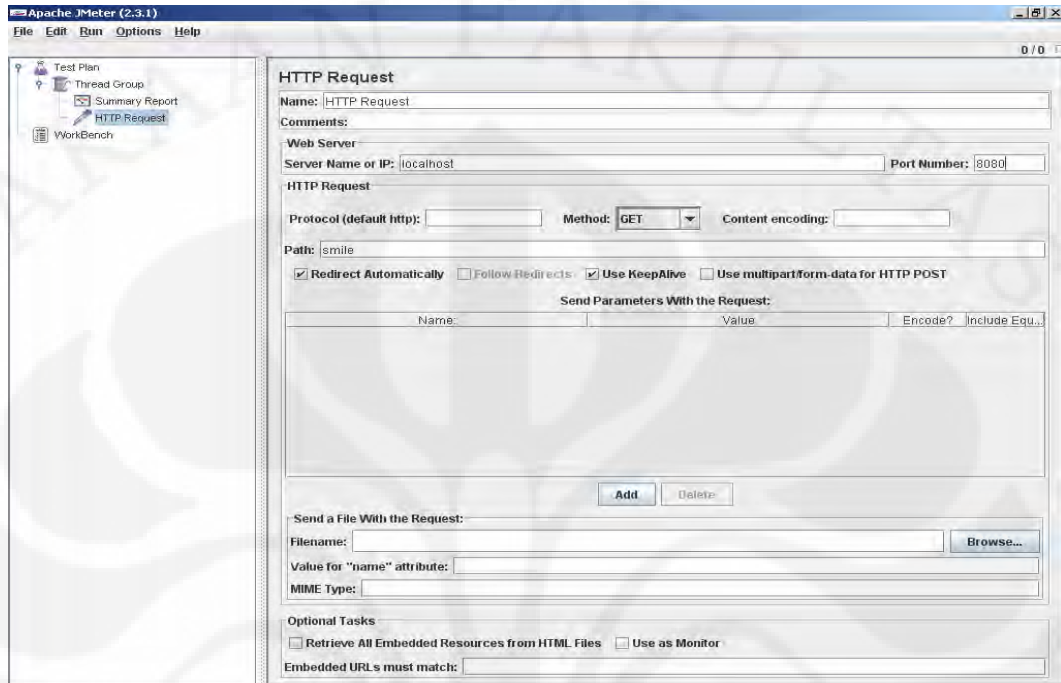 Apache JMeter (2.3.1)
File Edit Run Options Help
0 / 0
Test Plan
Thread Group
Summary Report
HTTP Request
WorkBench
HTTP Request
Name: HTTP Request
Comments:
Web Server
Server Name or IP: localhost Port Number: 8080
HTTP Request
Protocol (default http): Method: GET Content encoding:
Path: smile
Redirect Automatically Follow Redirects Use KeepAlive Use multipart/form-data for HTTP POST
Send Parameters With the Request:
Name: Value Encode? Include Equ...
Add Delete
Send a File With the Request:
Filename: Browse...
Value for "name" attribute:
MIME Type:
Optional Tasks
Retrieve All Embedded Resources from HTML Files Use as Monitor
Embedded URLs must match: